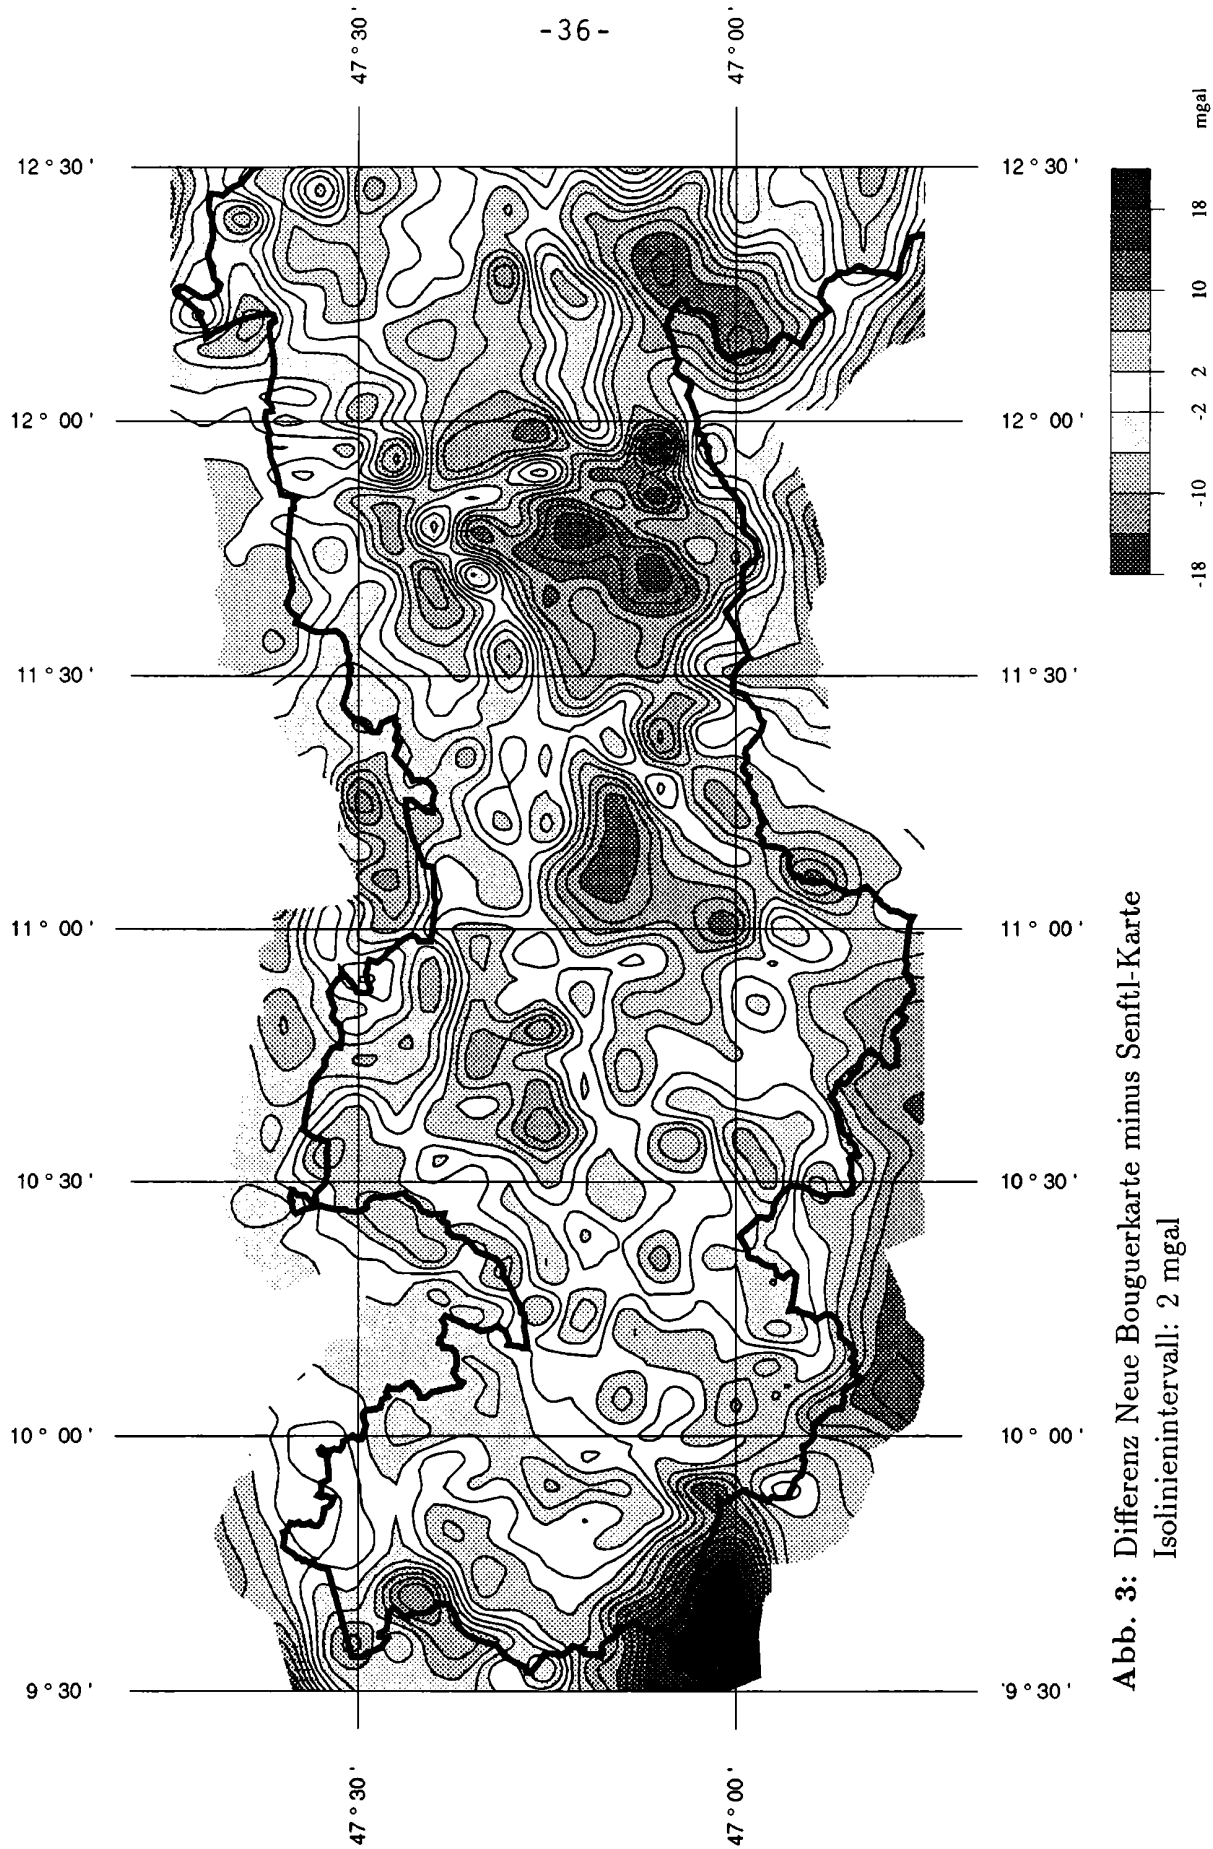 -36-
47 ° 30 '
47 ° 00 '
12 ° 30 '
12 ° 30 '
12 ° 00 '
12 ° 00 '
11 ° 30 '
11 ° 30 '
11 ° 00 '
11 ° 00 '
10 ° 30 '
10 ° 30 '
10 ° 00 '
10 ° 00 '
9 ° 30 '
9 ° 30 '
47 ° 30 '
47 ° 00 '
mgal
18
10
2
-2
-10
-18
Abb. 3: Differenz Neue Bouguerkarte minus Senftl-Karte
Isolinienintervall: 2 mgal